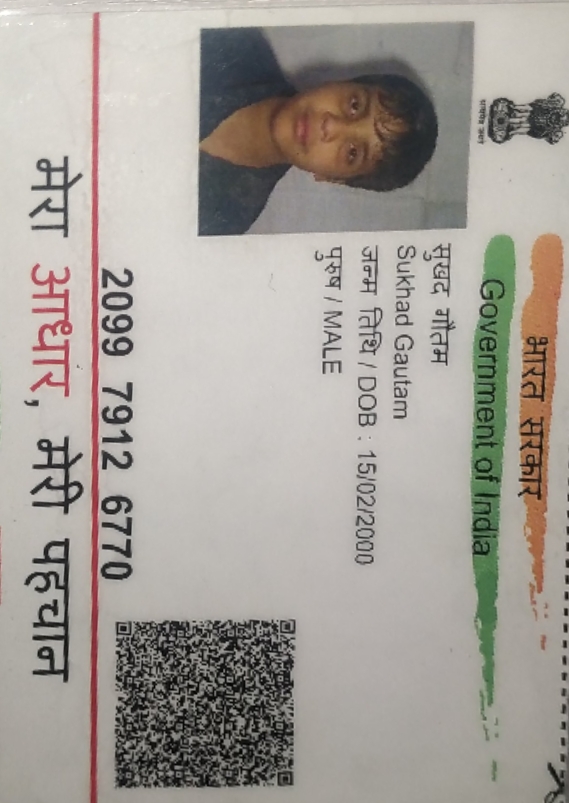 सत्यमेव जयते
भारत सरकार
Government of India
सुखद गौतम
Sukhad Gautam
जन्म तिथि / DOB : 15/02/2000
पुरुष / MALE
2099 7912 6770
मेरा आधार, मेरी पहचान